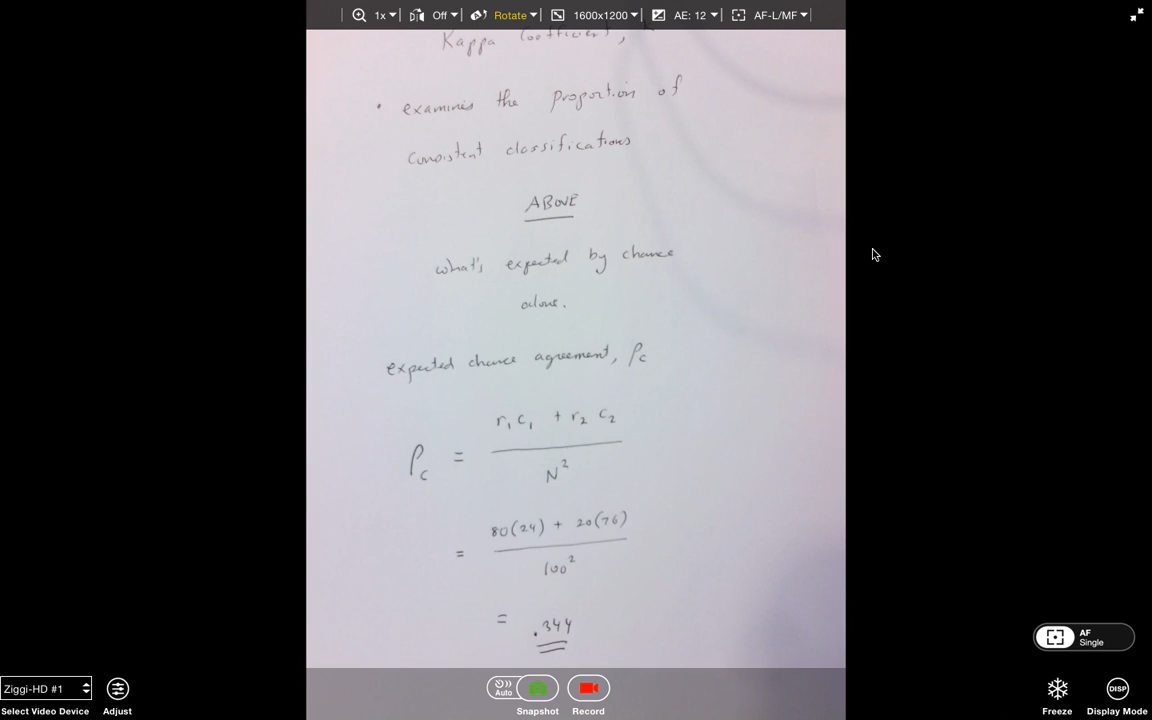 1x Off Rotate 1600x1200 AE: 12 AF-L/MF
Kappa Coefficient,
• examines the proportion of
consistent classifications
ABOVE
what's expected by chance
alone.
expected chance agreement, Pc
Pc = r₁c₁ + r₂c₂ / N²
= 80(24) + 20(76) / 100²
= .344
AF
Single
Ziggi-HD #1
Auto
Select Video Device Adjust Snapshot Record Freeze Display Mode
DISP